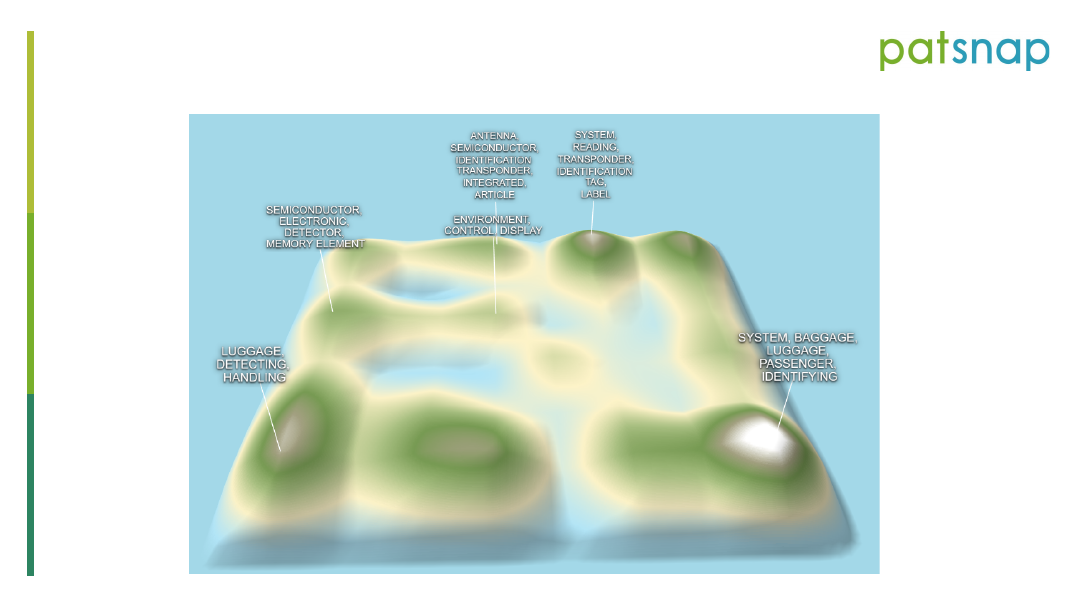 patsnap
ANTENNA,
SEMICONDUCTOR,
IDENTIFICATION
TRANSPONDER,
INTEGRATED,
ARTICLE
SYSTEM,
READING,
TRANSPONDER,
IDENTIFICATION
TAG,
LABEL
SEMICONDUCTOR,
ELECTRONIC,
DETECTOR,
MEMORY ELEMENT
ENVIRONMENT,
CONTROL, DISPLAY
LUGGAGE,
DETECTING,
HANDLING
SYSTEM, BAGGAGE,
LUGGAGE,
PASSENGER,
IDENTIFYING